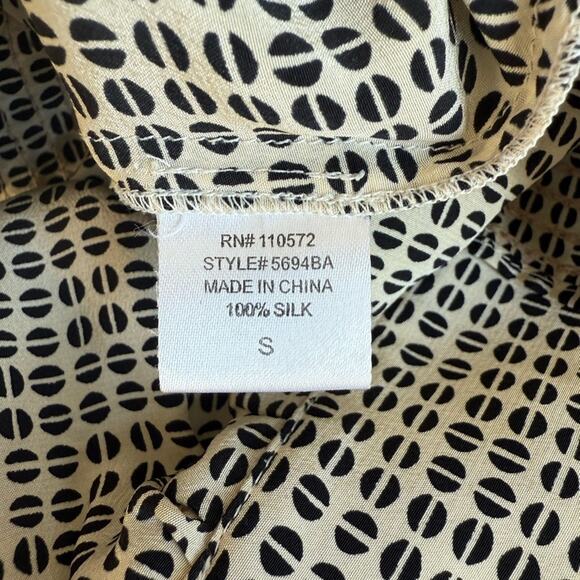 RN# 110572
STYLE# 5694BA
MADE IN CHINA
100% SILK
S